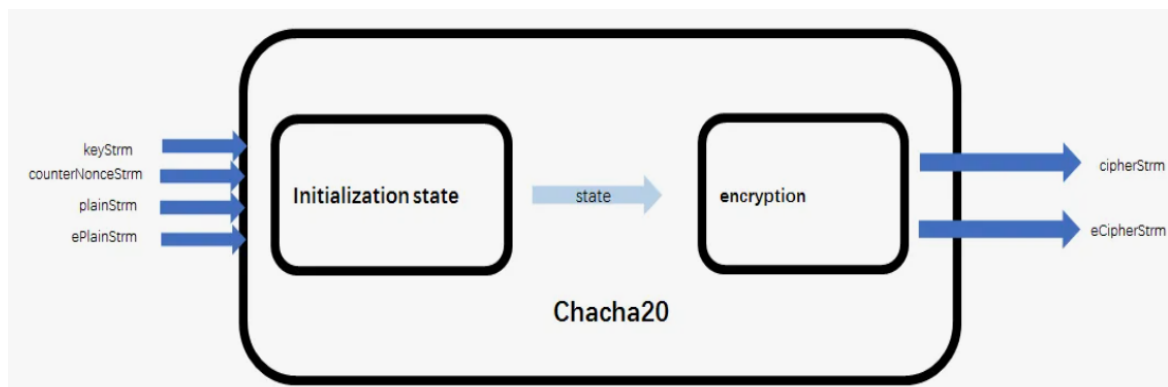 keyStrm
counterNonceStrm
plainStrm
ePlainStrm
Initialization state
state
encryption
cipherStrm
eCipherStrm
Chacha20